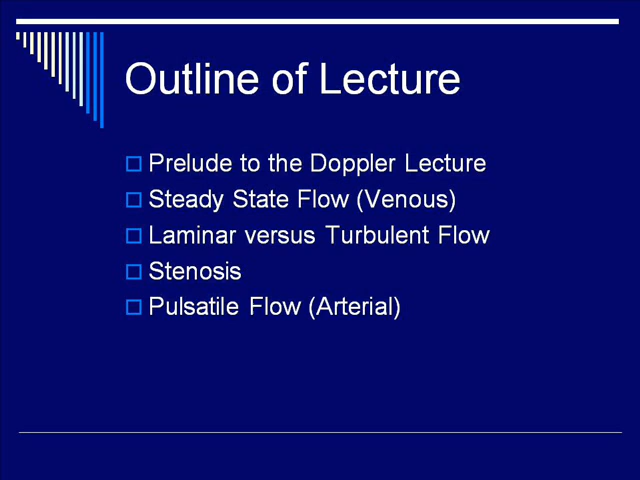 Outline of Lecture
Prelude to the Doppler Lecture
Steady State Flow (Venous)
Laminar versus Turbulent Flow
Stenosis
Pulsatile Flow (Arterial)